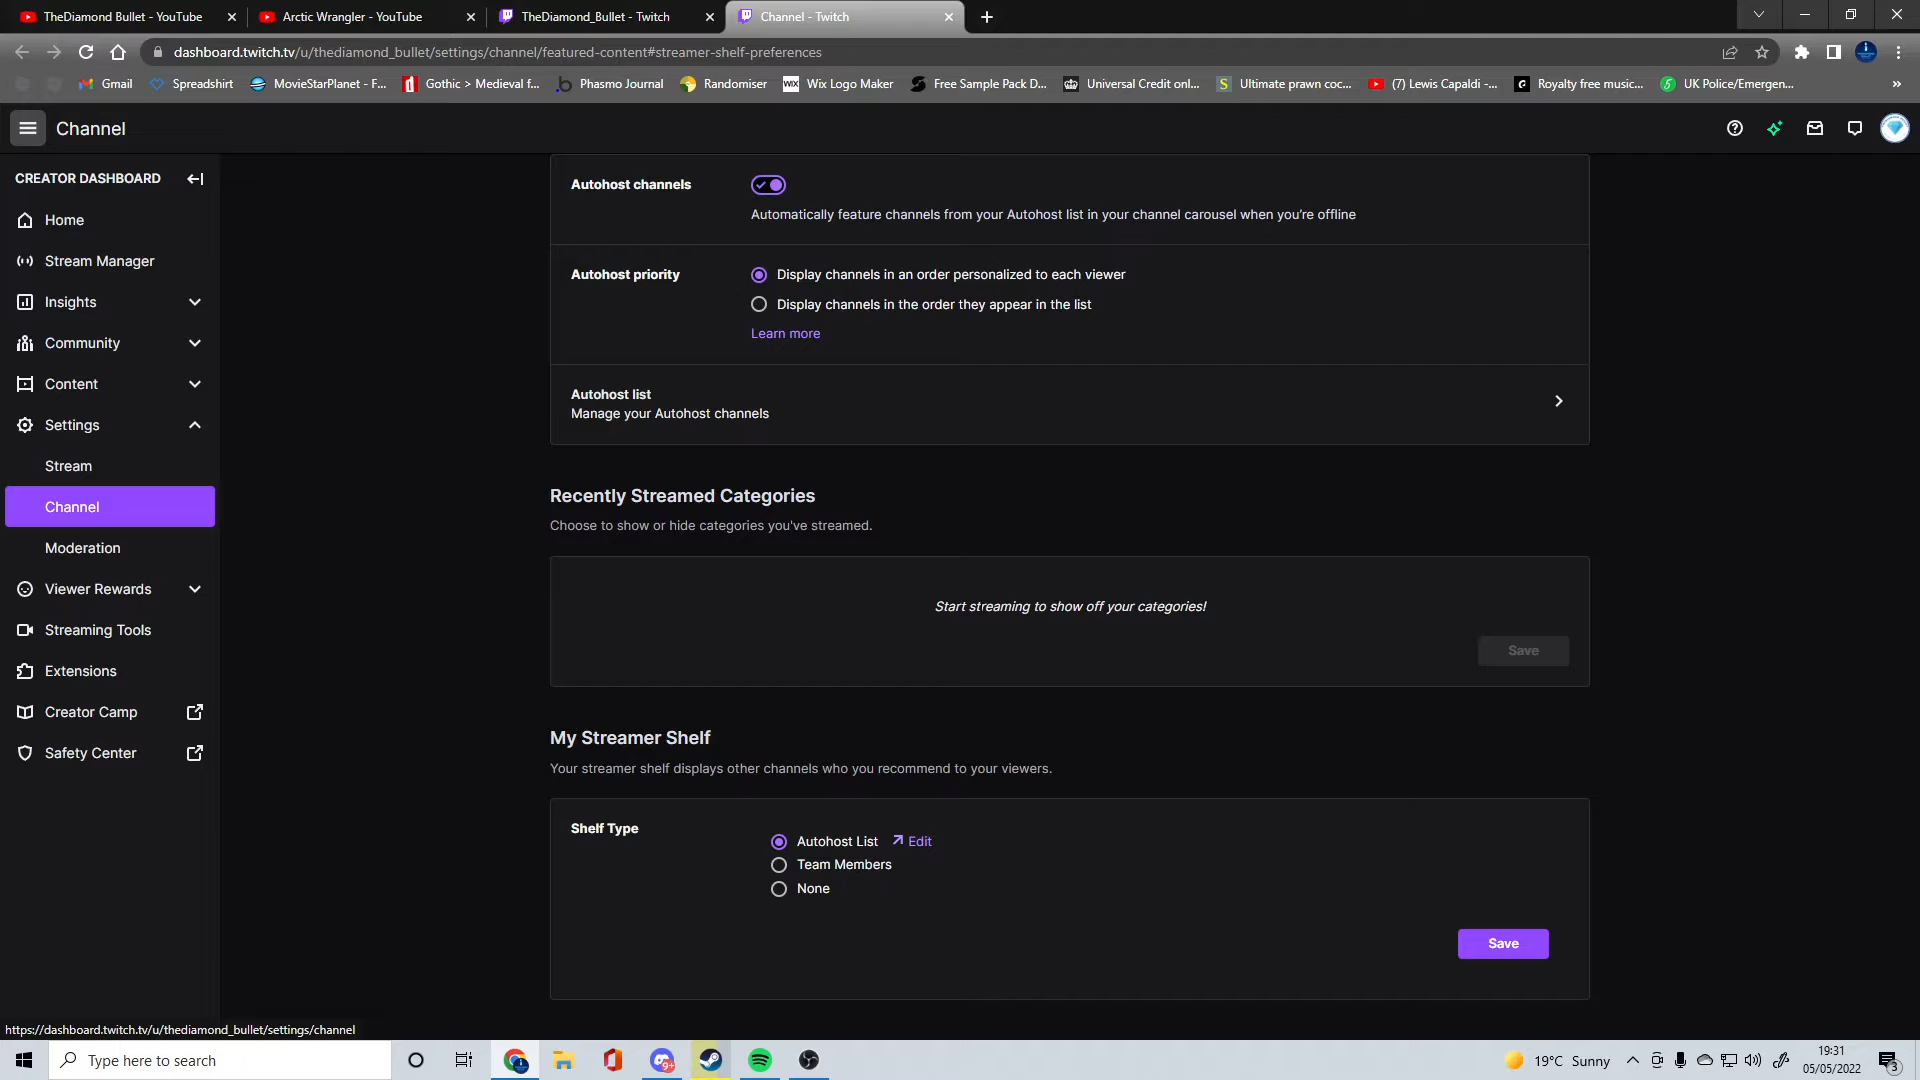 TheDiamond Bullet - YouTube
Arctic Wrangler - YouTube
TheDiamond_Bullet - Twitch
Channel - Twitch
dashboard.twitch.tv/u/thediamond_bullet/settings/channel/featured-content#streamer-shelf-preferences
Gmail
Spreadshirt
MovieStarPlanet - F...
Gothic > Medieval f...
Phasmo Journal
Randomiser
WIX
Wix Logo Maker
Free Sample Pack D...
Universal Credit onl...
Ultimate prawn coc...
(7) Lewis Capaldi -...
Royalty free music...
UK Police/Emergen...
»
Channel
CREATOR DASHBOARD
Home
Stream Manager
Insights
Community
Content
Settings
Stream
Channel
Moderation
Viewer Rewards
Streaming Tools
Extensions
Creator Camp
Safety Center
Autohost channels
Automatically feature channels from your Autohost list in your channel carousel when you're offline
Autohost priority
Display channels in an order personalized to each viewer
Display channels in the order they appear in the list
Learn more
Autohost list
Manage your Autohost channels
Recently Streamed Categories
Choose to show or hide categories you've streamed.
Start streaming to show off your categories!
Save
My Streamer Shelf
Your streamer shelf displays other channels who you recommend to your viewers.
Shelf Type
Autohost List
Edit
Team Members
None
Save
https://dashboard.twitch.tv/u/thediamond_bullet/settings/channel
Type here to search
9+
19°C Sunny
19:31
05/05/2022
3